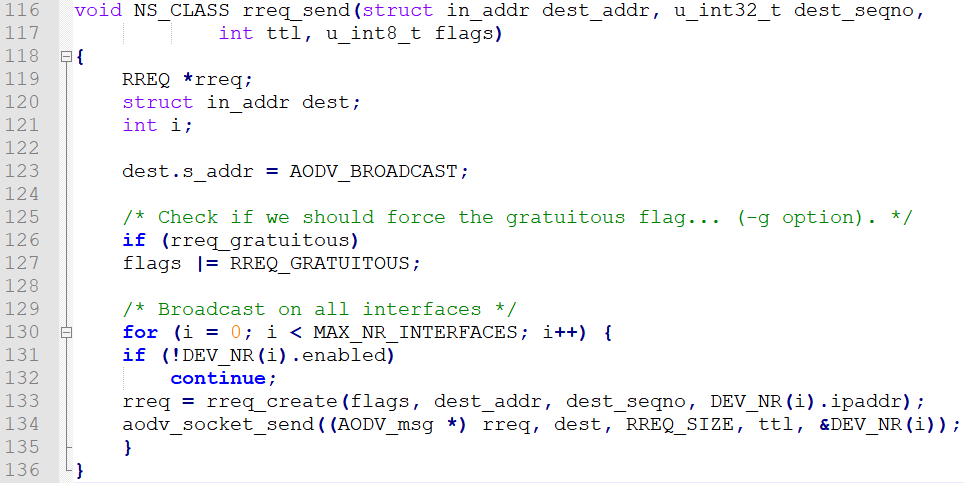 116 void NS_CLASS rreq_send(struct in_addr dest_addr, u_int32_t dest_seqno,
117             int ttl, u_int8_t flags)
118 {
119     RREQ *rreq;
120     struct in_addr dest;
121     int i;
122
123     dest.s_addr = AODV_BROADCAST;
124
125     /* Check if we should force the gratuitous flag... (-g option). */
126     if (rreq_gratuitous)
127     flags |= RREQ_GRATUITOUS;
128
129     /* Broadcast on all interfaces */
130     for (i = 0; i < MAX_NR_INTERFACES; i++) {
131     if (!DEV_NR(i).enabled)
132         continue;
133     rreq = rreq_create(flags, dest_addr, dest_seqno, DEV_NR(i).ipaddr);
134     aodv_socket_send((AODV_msg *) rreq, dest, RREQ_SIZE, ttl, &DEV_NR(i));
135     }
136 }